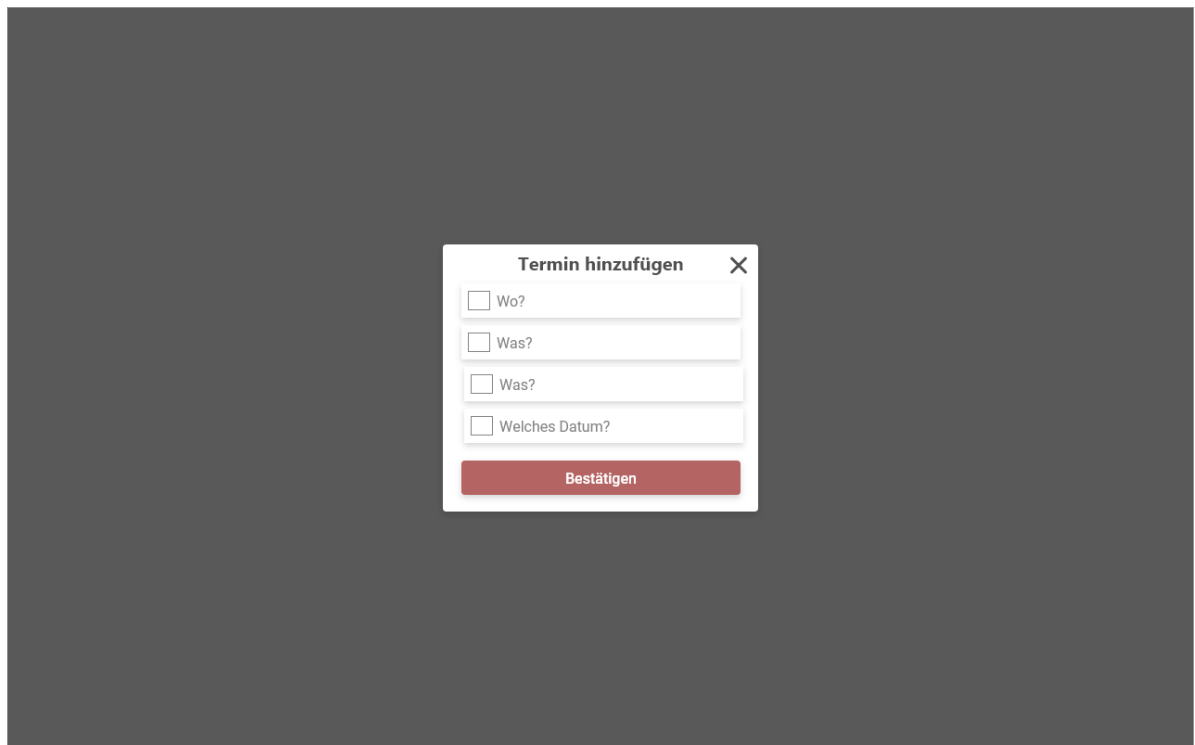 Termin hinzufügen
Wo?
Was?
Was?
Welches Datum?
Bestätigen